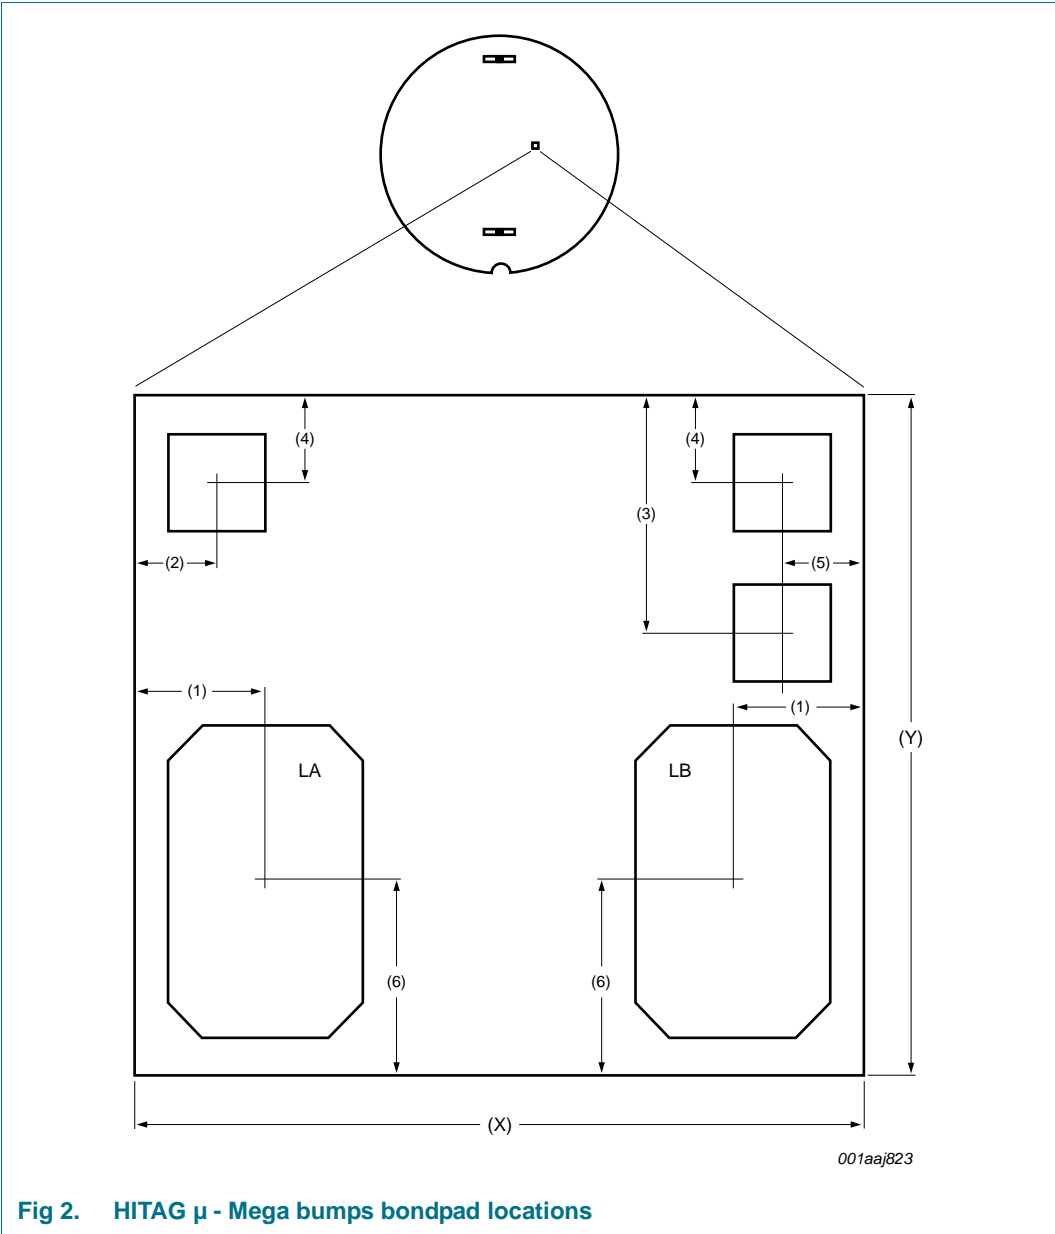 (4)
(4)
(3)
(2)
(5)
(1)
(1)
(Y)
LA
LB
(6)
(6)
(X)
001aaj823
Fig 2. HITAG µ - Mega bumps bondpad locations